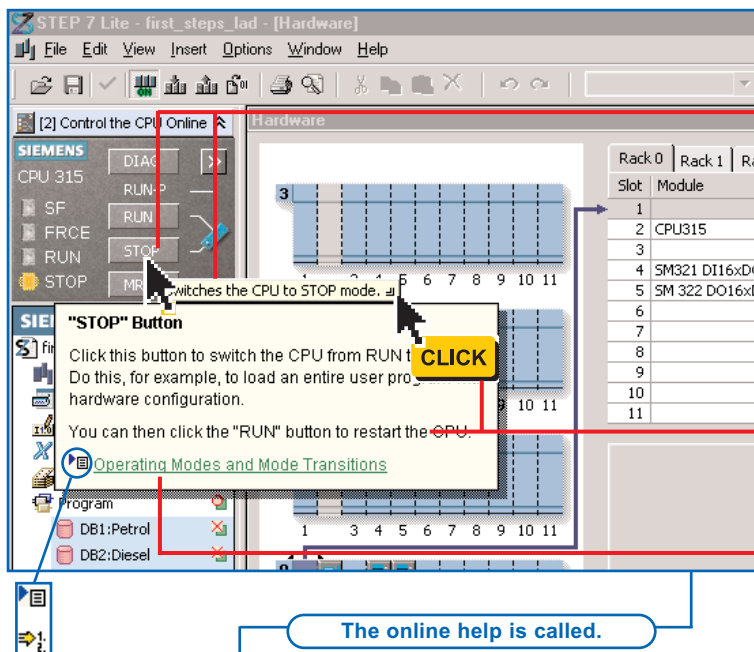 STEP 7 Lite - first_steps_lad - [Hardware]
File Edit View Insert Options Window Help
ON
[2] Control the CPU Online
Hardware
SIEMENS
CPU 315
DIAG
>>
RUN-P
SF
RUN
FRCE
RUN
STOP
STOP
3
1 3 4 5 6 7 8 9 10 11
switches the CPU to STOP mode.
"STOP" Button
Click this button to switch the CPU from RUN
CLICK
Do this, for example, to load an entire user
hardware configuration.
9 10 11
You can then click the "RUN" button to restart the CPU.
Operating Modes and Mode Transitions
Program
DB1:Petrol
DB2:Diesel
1 3 4 5 6 7 8 9 10 11
Rack 0 Rack 1
Slot Module
1
2 CPU315
3
4 SM321 DI16xD
5 SM 322 DO16x
6
7
8
9
10
11
1.
2.
The online help is called.